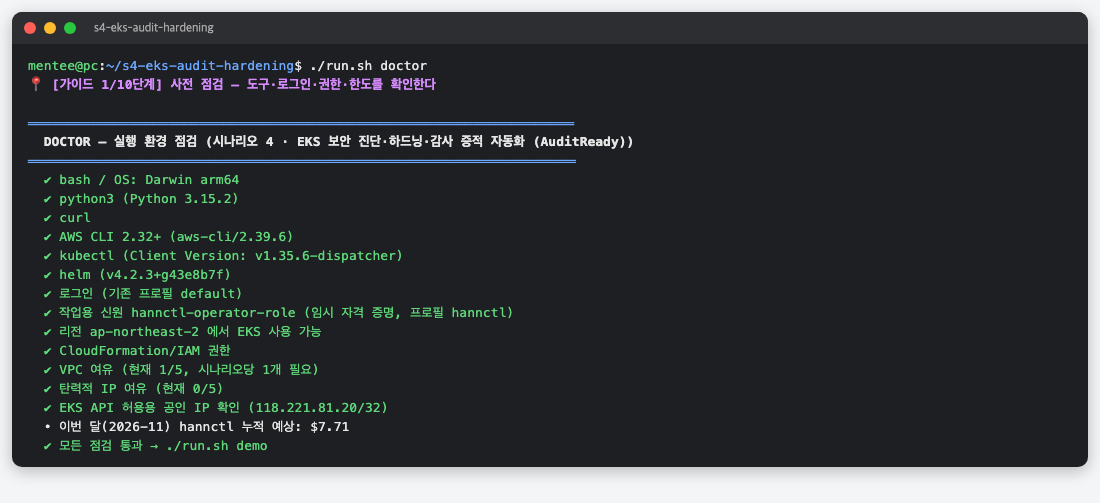 s4-eks-audit-hardening
mentee@pc:~/s4-eks-audit-hardening$ ./run.sh doctor
📍 [가이드 1/10단계] 사전 점검 — 도구·로그인·권한·한도를 확인한다
DOCTOR — 실행 환경 점검 (시나리오 4 · EKS 보안 진단·하드닝·감사 증적 자동화 (AuditReady))
✔ bash / OS: Darwin arm64
✔ python3 (Python 3.15.2)
✔ curl
✔ AWS CLI 2.32+ (aws-cli/2.39.6)
✔ kubectl (Client Version: v1.35.6-dispatcher)
✔ helm (v4.2.3+g43e8b7f)
✔ 로그인 (기존 프로필 default)
✔ 작업용 신원 hannctl-operator-role (임시 자격 증명, 프로필 hannctl)
✔ 리전 ap-northeast-2 에서 EKS 사용 가능
✔ CloudFormation/IAM 권한
✔ VPC 여유 (현재 1/5, 시나리오당 1개 필요)
✔ 탄력적 IP 여유 (현재 0/5)
✔ EKS API 허용용 공인 IP 확인 (118.221.81.20/32)
• 이번 달(2026-11) hannctl 누적 예상: $7.71
✔ 모든 점검 통과 → ./run.sh demo